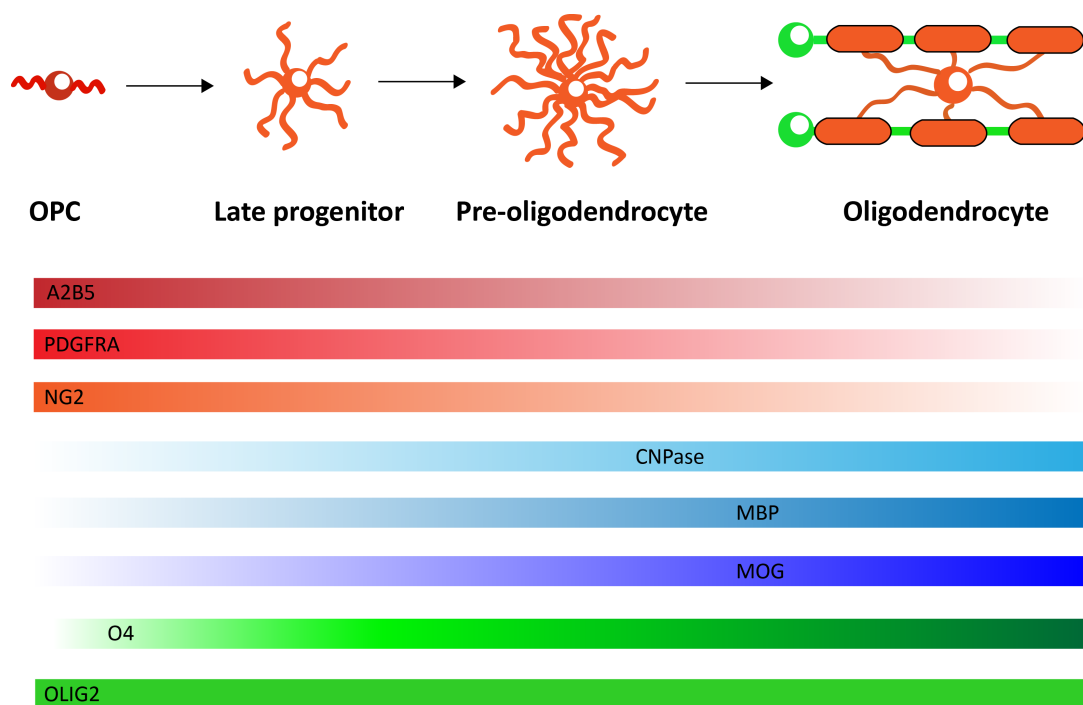 OPC
Late progenitor
Pre-oligodendrocyte
Oligodendrocyte
A2B5
PDGFRA
NG2
CNPase
MBP
MOG
O4
OLIG2